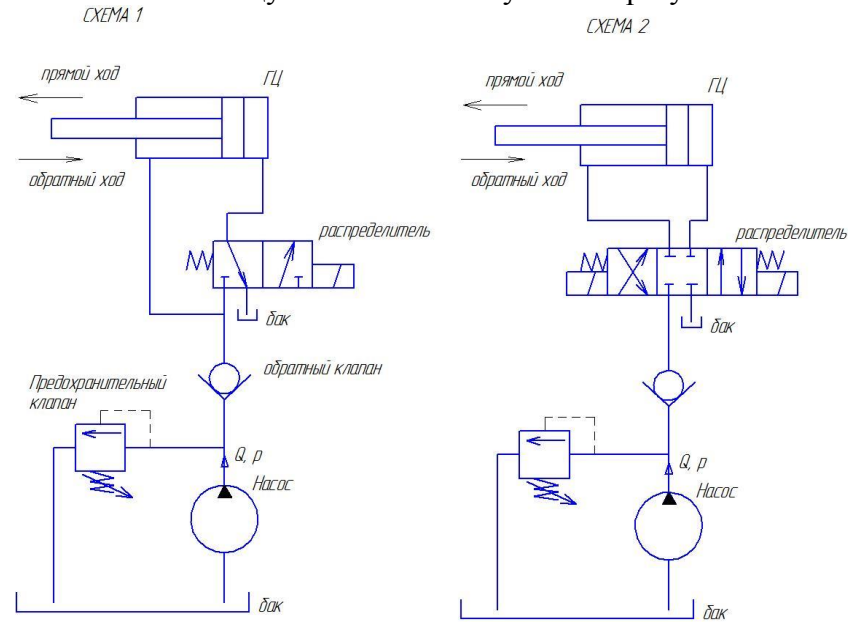 СХЕМА 1
прямой ход
ГЦ
обратный ход
распределитель
бак
обратный клапан
Предохранительный
клапан
Q, p
Насос
бак
СХЕМА 2
прямой ход
ГЦ
обратный ход
распределитель
бак
Q, p
Насос
бак